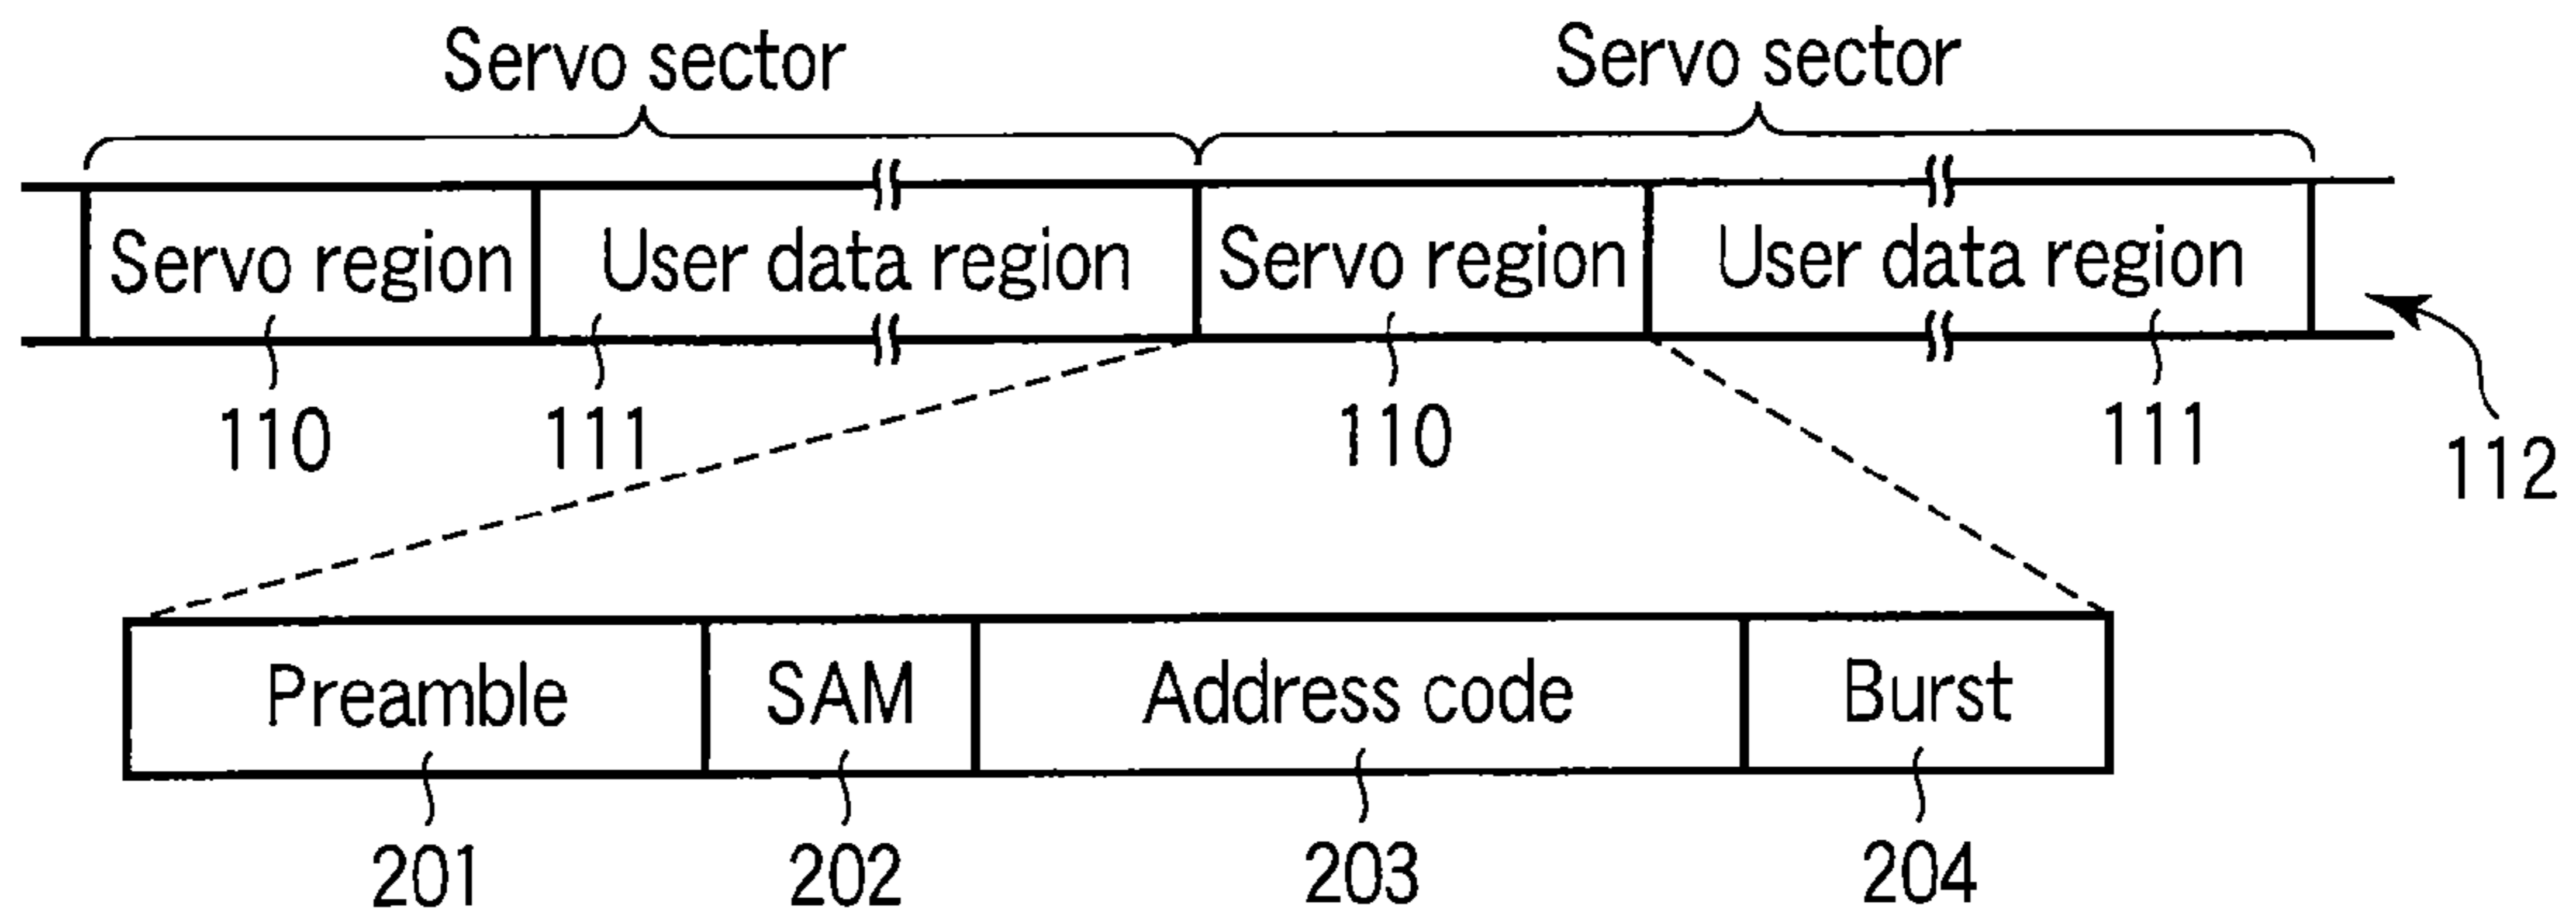 Servo sector Servo sector
Servo region User data region Servo region User data region
110 111 110 111 112
Preamble SAM Address code Burst
201 202 203 204